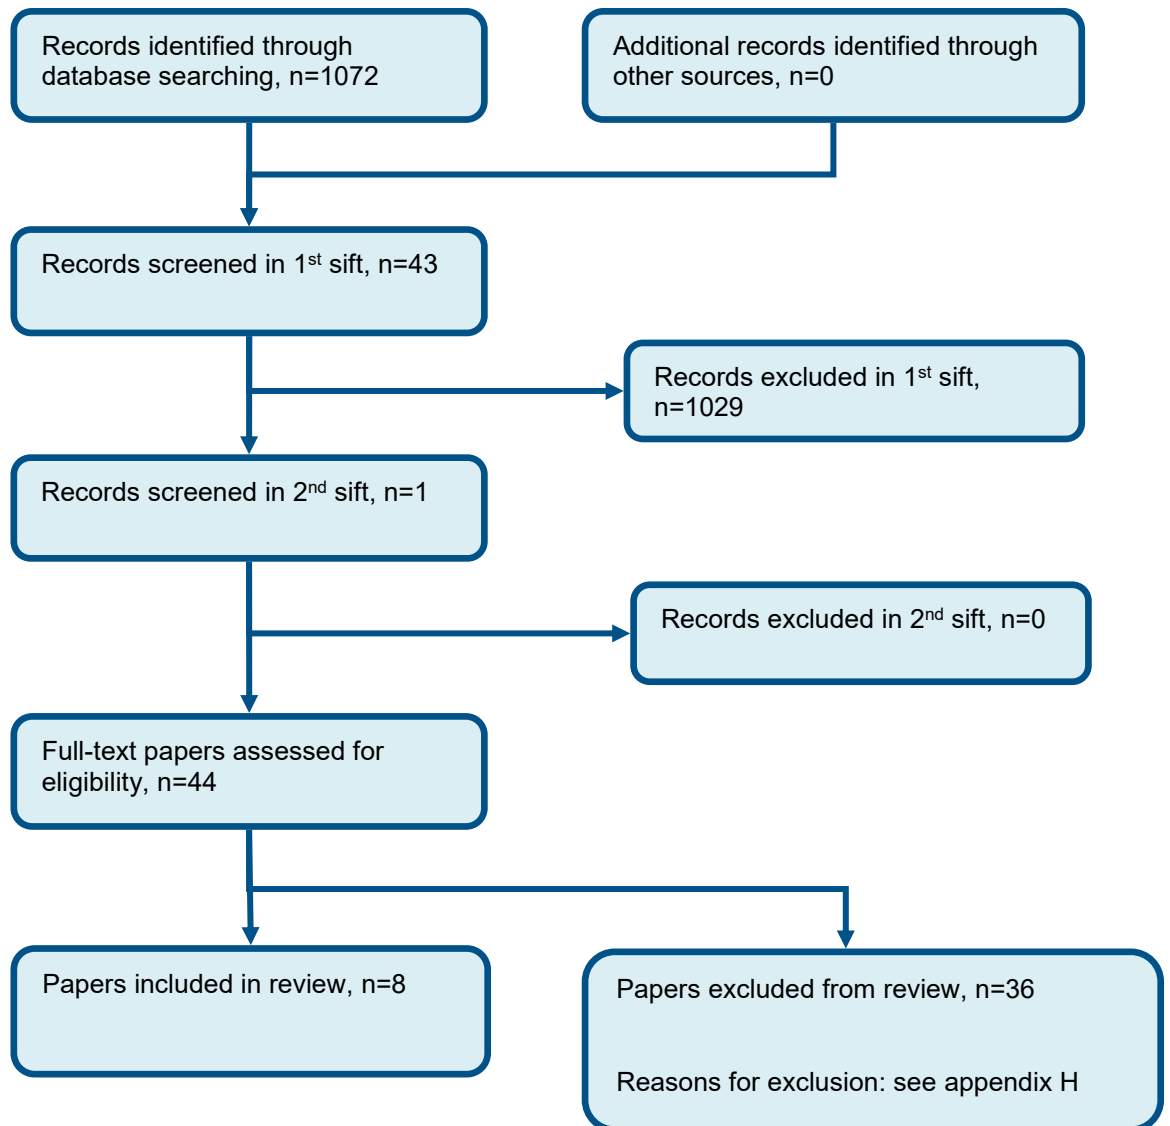 Records identified through
database searching, n=1072
Additional records identified through
other sources, n=0
Records screened in 1st sift, n=43
Records excluded in 1st sift,
n=1029
Records screened in 2nd sift, n=1
Records excluded in 2nd sift, n=0
Full-text papers assessed for
eligibility, n=44
Papers included in review, n=8
Papers excluded from review, n=36
Reasons for exclusion: see appendix H